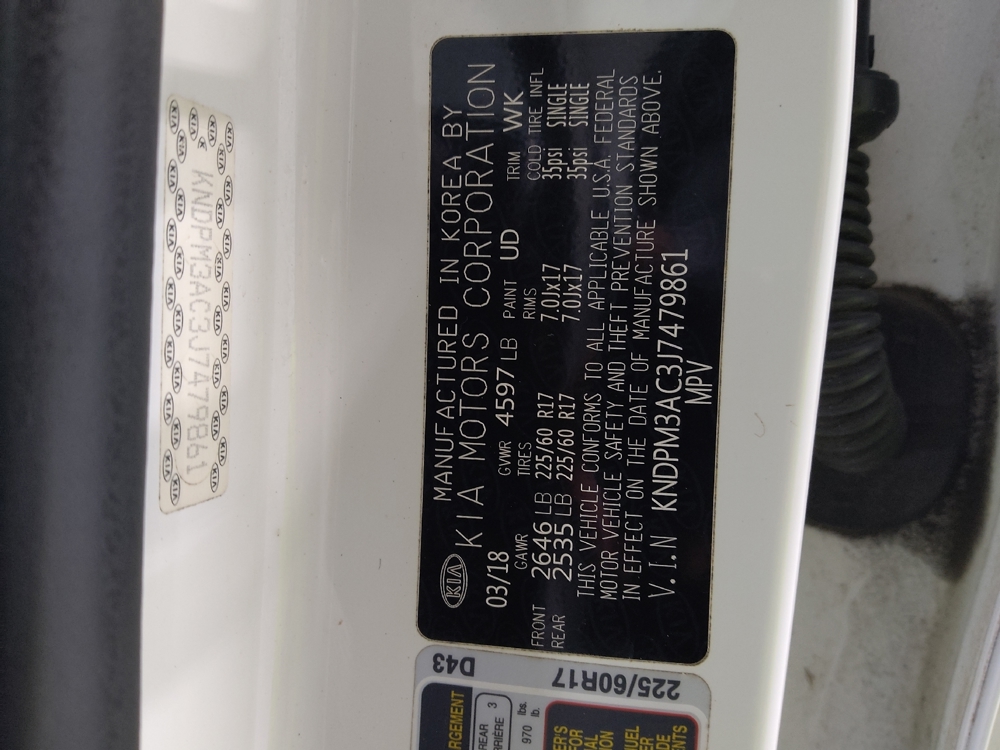 KIA
MANUFACTURED IN KOREA BY
KIA MOTORS CORPORATION
03/18 GVWR 4597 LB PAINT UD TRIM WK
GAWR TIRES RIMS COLD TIRE INFL
FRONT 2646 LB 225/60 R17 7.0Jx17 35psi SINGLE
REAR 2535 LB 225/60 R17 7.0Jx17 35psi SINGLE
THIS VEHICLE CONFORMS TO ALL APPLICABLE U.S.A. FEDERAL
MOTOR VEHICLE SAFETY AND THEFT PREVENTION STANDARDS
IN EFFECT ON THE DATE OF MANUFACTURE SHOWN ABOVE.
V.I.N KNDPM3AC3J7479861
MPV
KNDPM3AC3J7479861
D43
225/60R17
REAR 3
970 lbs.
lb.